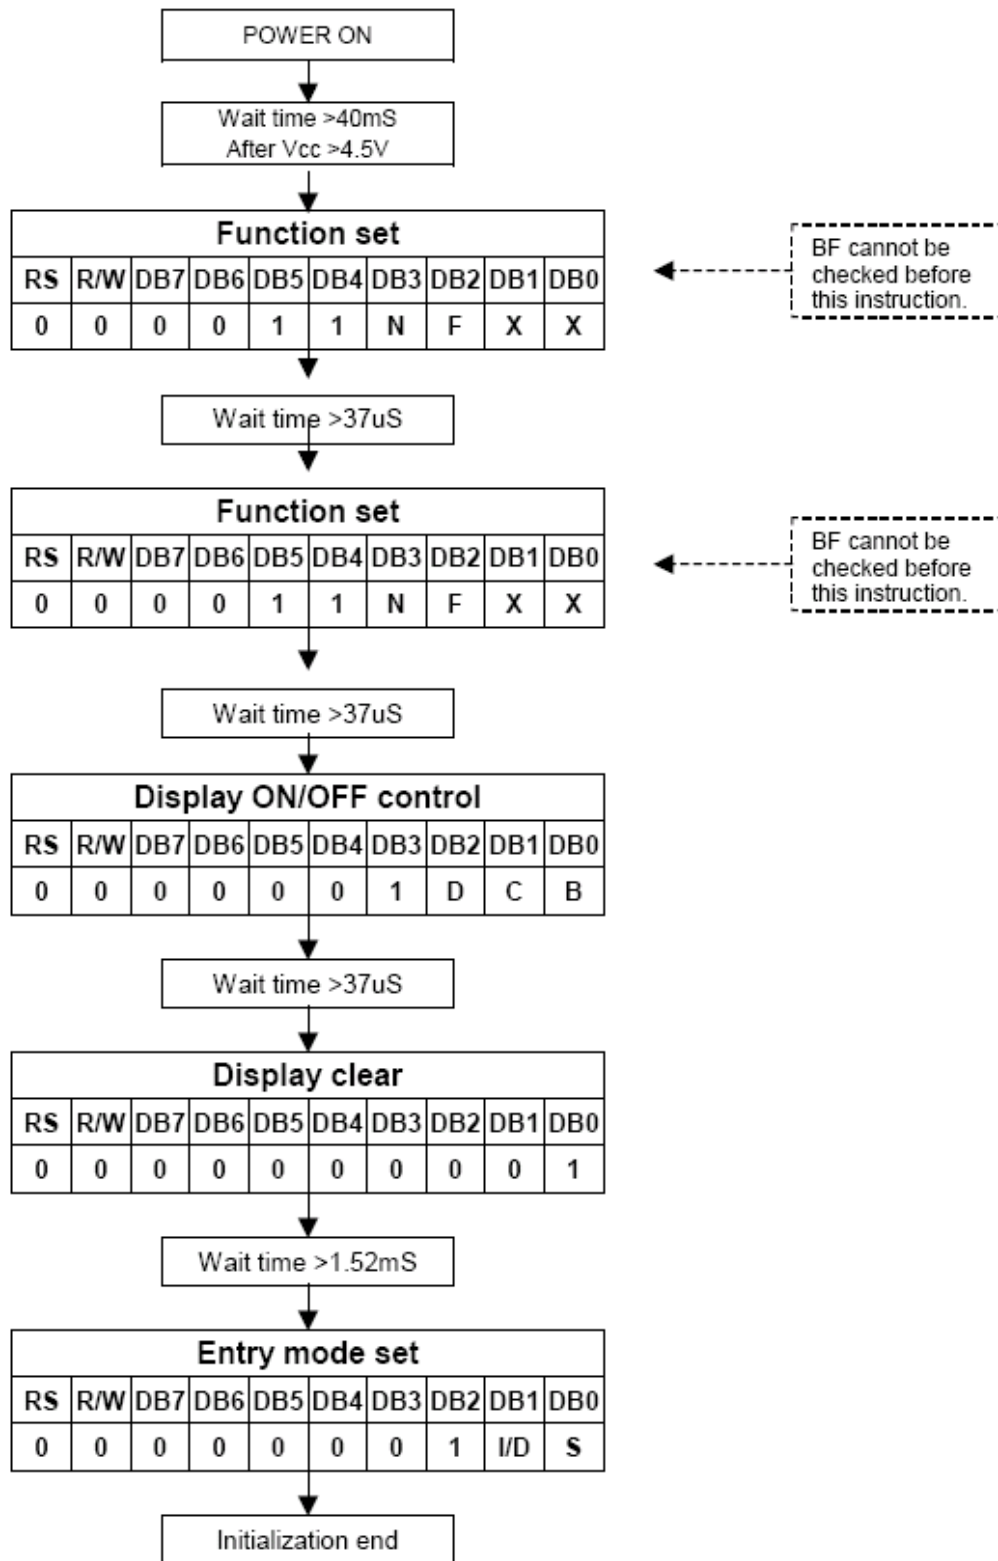 POWER ON
Wait time >40mS
After Vcc >4.5V
Function set
RS R/W DB7 DB6 DB5 DB4 DB3 DB2 DB1 DB0
0 0 0 0 1 1 N F X X
BF cannot be
checked before
this instruction.
Wait time >37uS
Function set
RS R/W DB7 DB6 DB5 DB4 DB3 DB2 DB1 DB0
0 0 0 0 1 1 N F X X
BF cannot be
checked before
this instruction.
Wait time >37uS
Display ON/OFF control
RS R/W DB7 DB6 DB5 DB4 DB3 DB2 DB1 DB0
0 0 0 0 0 0 1 D C B
Wait time >37uS
Display clear
RS R/W DB7 DB6 DB5 DB4 DB3 DB2 DB1 DB0
0 0 0 0 0 0 0 0 0 1
Wait time >1.52mS
Entry mode set
RS R/W DB7 DB6 DB5 DB4 DB3 DB2 DB1 DB0
0 0 0 0 0 0 0 1 I/D S
Initialization end